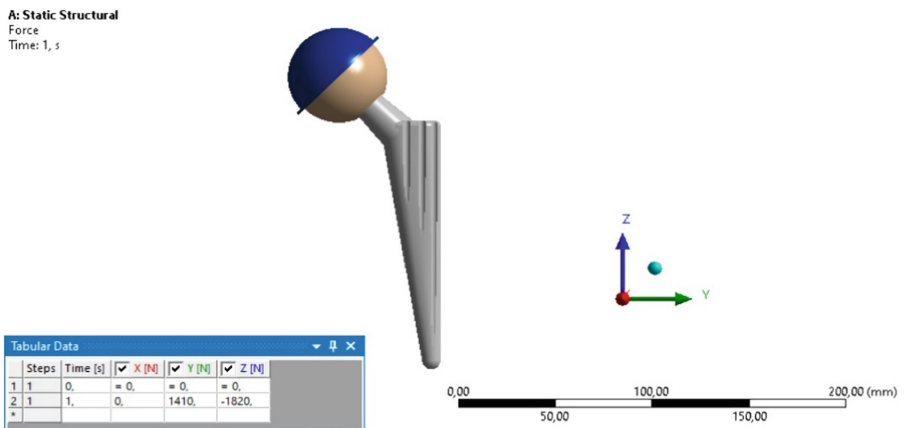 A: Static Structural
Force
Time: 1, s
Z
Y
Tabular Data
Steps Time [s] X [N] Y [N] Z [N]
1 1 0, = 0, = 0, = 0,
2 1 1, 0, 1410, -1820,
*
0,00 100,00 200,00 (mm)
50,00 150,00